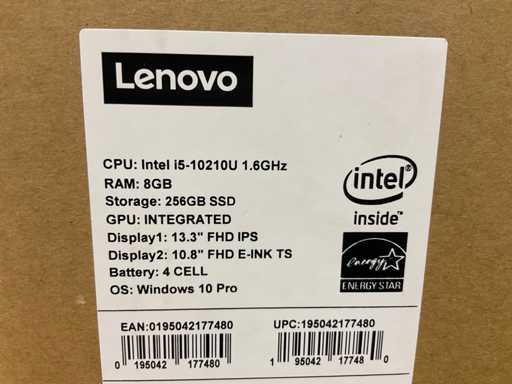 Lenovo
CPU: Intel i5-10210U 1.6GHz
RAM: 8GB
Storage: 256GB SSD
GPU: INTEGRATED
Display1: 13.3" FHD IPS
Display2: 10.8" FHD E-INK TS
Battery: 4 CELL
OS: Windows 10 Pro
intel
inside™
energy
ENERGY STAR
EAN:0195042177480
UPC:195042177480
0 195042 177480
1 95042 17748 0